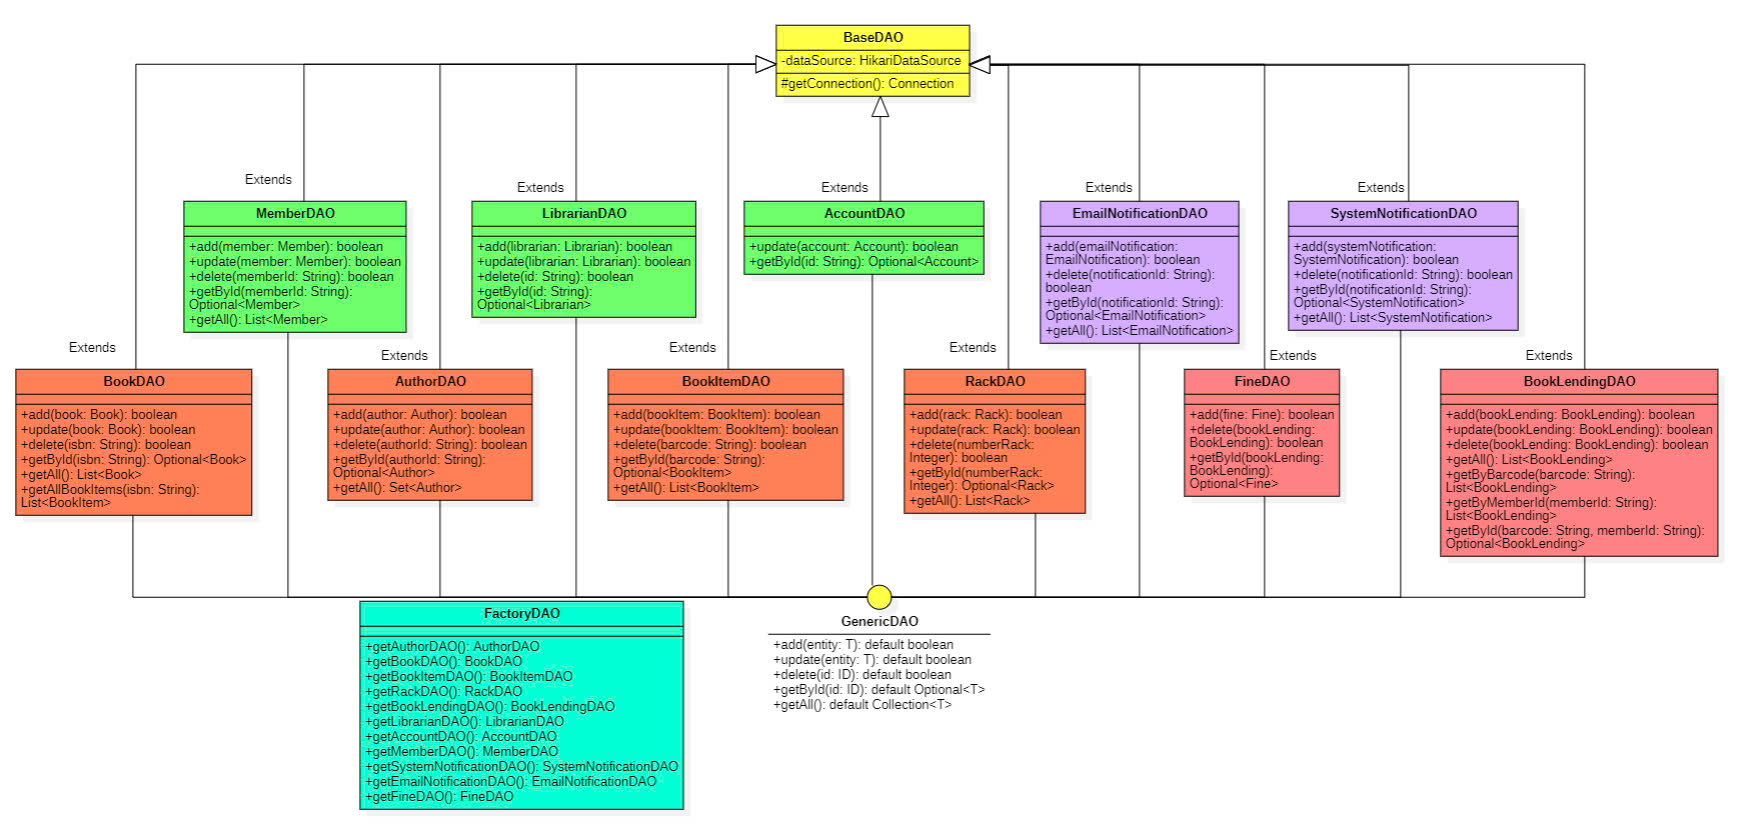 BaseDAO
-dataSource: HikariDataSource
#getConnection(): Connection
Extends
MemberDAO
+add(member: Member): boolean
+update(member: Member): boolean
+delete(memberId: String): boolean
+getById(memberId: String):
Optional<Member>
+getAll(): List<Member>
Extends
LibrarianDAO
+add(librarian: Librarian): boolean
+update(librarian: Librarian): boolean
+delete(id: String): boolean
+getById(id: String):
Optional<Librarian>
Extends
AccountDAO
+update(account: Account): boolean
+getById(id: String): Optional<Account>
Extends
EmailNotificationDAO
+add(emailNotification:
EmailNotification): boolean
+delete(notificationId: String):
boolean
+getById(notificationId: String):
Optional<EmailNotification>
+getAll(): List<EmailNotification>
Extends
SystemNotificationDAO
+add(systemNotification:
SystemNotification): boolean
+delete(notificationId: String): boolean
+getById(notificationId: String):
Optional<SystemNotification>
+getAll(): List<SystemNotification>
Extends
BookDAO
+add(book: Book): boolean
+update(book: Book): boolean
+delete(isbn: String): boolean
+getById(isbn: String): Optional<Book>
+getAll(): List<Book>
+getAllBookItems(isbn: String):
List<BookItem>
Extends
AuthorDAO
+add(author: Author): boolean
+update(author: Author): boolean
+delete(authorId: String): boolean
+getById(authorId: String):
Optional<Author>
+getAll(): Set<Author>
Extends
BookItemDAO
+add(bookItem: BookItem): boolean
+update(bookItem: BookItem): boolean
+delete(barcode: String): boolean
+getById(barcode: String):
Optional<BookItem>
+getAll(): List<BookItem>
Extends
RackDAO
+add(rack: Rack): boolean
+update(rack: Rack): boolean
+delete(numberRack:
Integer): boolean
+getById(numberRack:
Integer): Optional<Rack>
+getAll(): List<Rack>
Extends
FineDAO
+add(fine: Fine): boolean
+delete(bookLending:
BookLending): boolean
+getById(bookLending:
BookLending):
Optional<Fine>
Extends
BookLendingDAO
+add(bookLending: BookLending): boolean
+update(bookLending: BookLending): boolean
+delete(bookLending: BookLending): boolean
+getAll(): List<BookLending>
+getByBarcode(barcode: String):
List<BookLending>
+getByMemberId(memberId: String):
List<BookLending>
+getById(barcode: String, memberId: String):
Optional<BookLending>
FactoryDAO
+getAuthorDAO(): AuthorDAO
+getBookDAO(): BookDAO
+getBookItemDAO(): BookItemDAO
+getRackDAO(): RackDAO
+getBookLendingDAO(): BookLendingDAO
+getLibrarianDAO(): LibrarianDAO
+getAccountDAO(): AccountDAO
+getMemberDAO(): MemberDAO
+getSystemNotificationDAO(): SystemNotificationDAO
+getEmailNotificationDAO(): EmailNotificationDAO
+getFineDAO(): FineDAO
GenericDAO
+add(entity: T): default boolean
+update(entity: T): default boolean
+delete(id: ID): default boolean
+getById(id: ID): default Optional<T>
+getAll(): default Collection<T>